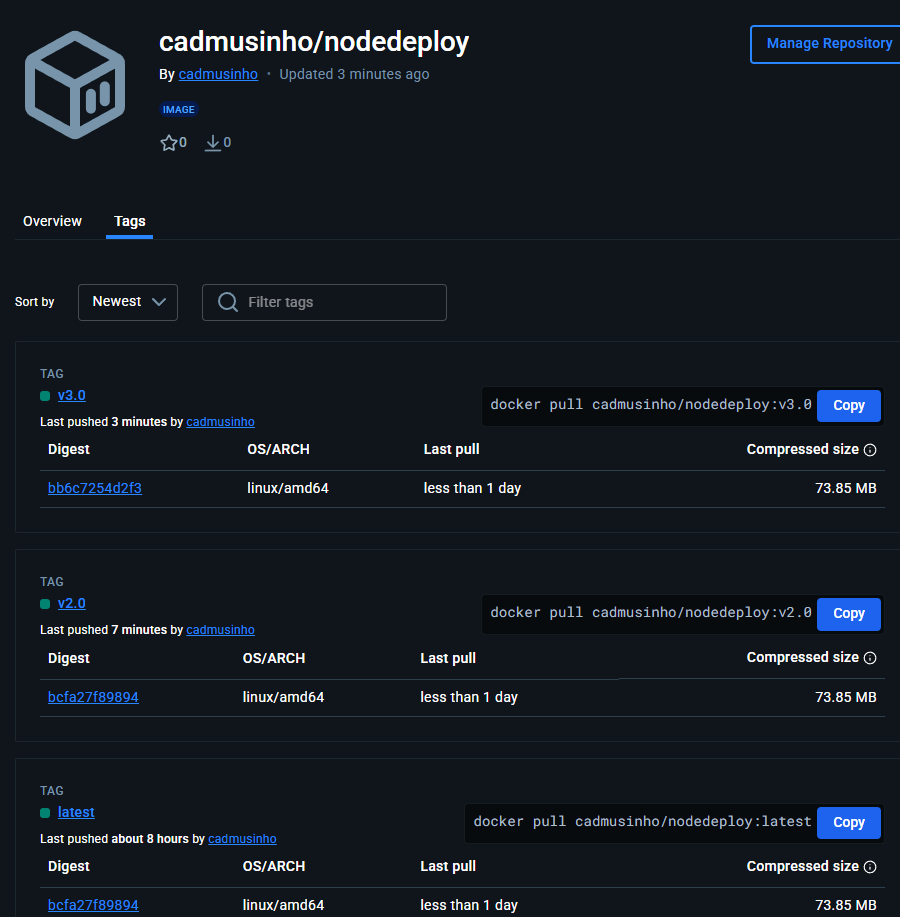 cadmusinho/nodedeploy
Manage Repository
By cadmusinho • Updated 3 minutes ago
IMAGE
0 0
Overview Tags
Sort by Newest Filter tags
TAG
v3.0
docker pull cadmusinho/nodedeploy:v3.0 Copy
Last pushed 3 minutes by cadmusinho
Digest OS/ARCH Last pull Compressed size
bb6c7254d2f3 linux/amd64 less than 1 day 73.85 MB
TAG
v2.0
docker pull cadmusinho/nodedeploy:v2.0 Copy
Last pushed 7 minutes by cadmusinho
Digest OS/ARCH Last pull Compressed size
bcfa27f89894 linux/amd64 less than 1 day 73.85 MB
TAG
latest
docker pull cadmusinho/nodedeploy:latest Copy
Last pushed about 8 hours by cadmusinho
Digest OS/ARCH Last pull Compressed size
bcfa27f89894 linux/amd64 less than 1 day 73.85 MB